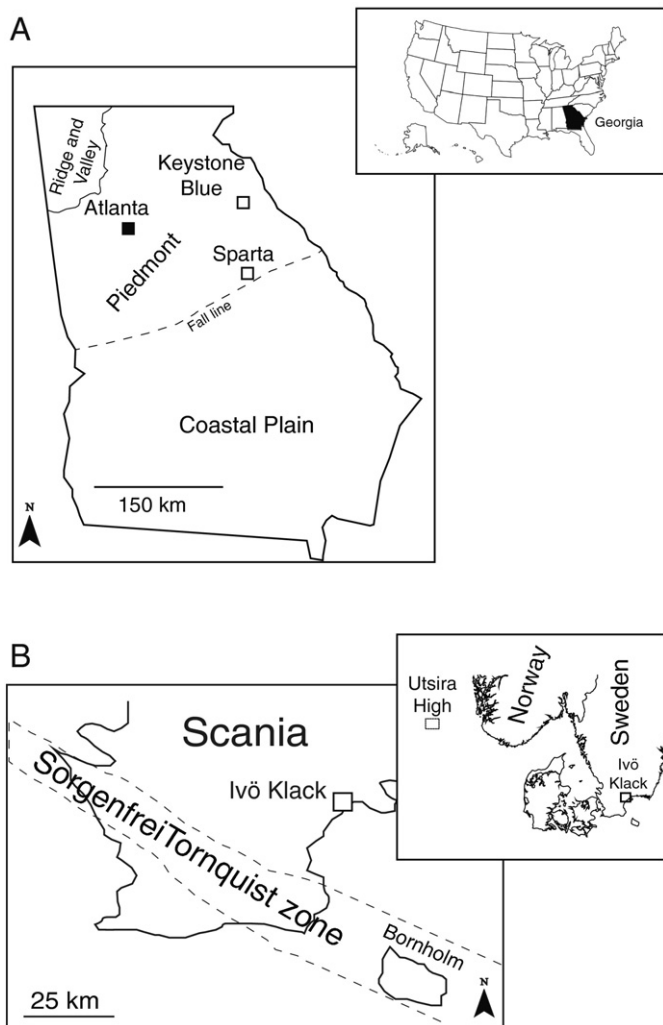 A
Georgia
Ridge and
Valley
Keystone
Blue
Atlanta
Piedmont
Sparta
Fall line
Coastal Plain
150 km
N
B
Utsira
High
Norway
Sweden
Ivö
Klack
Scania
Ivö Klack
SorgenfreiTornquist zone
Bornholm
25 km
N